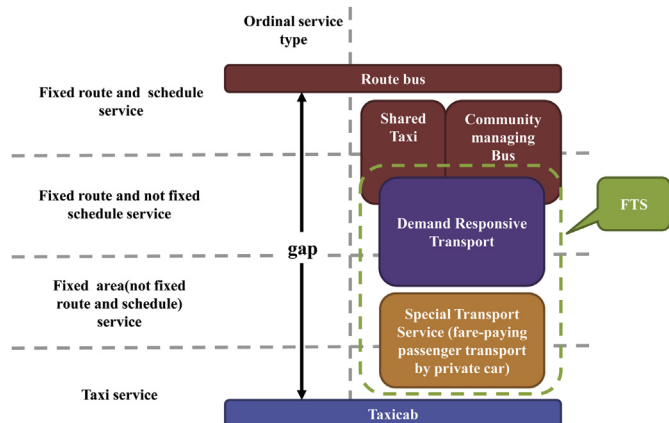 Ordinal service
type
Route bus
Fixed route and schedule
service
Shared
Taxi
Community
managing
Bus
Fixed route and not fixed
schedule service
Demand Responsive
Transport
FTS
gap
Fixed area(not fixed
route and schedule)
service
Special Transport
Service (fare-paying
passenger transport
by private car)
Taxi service
Taxicab